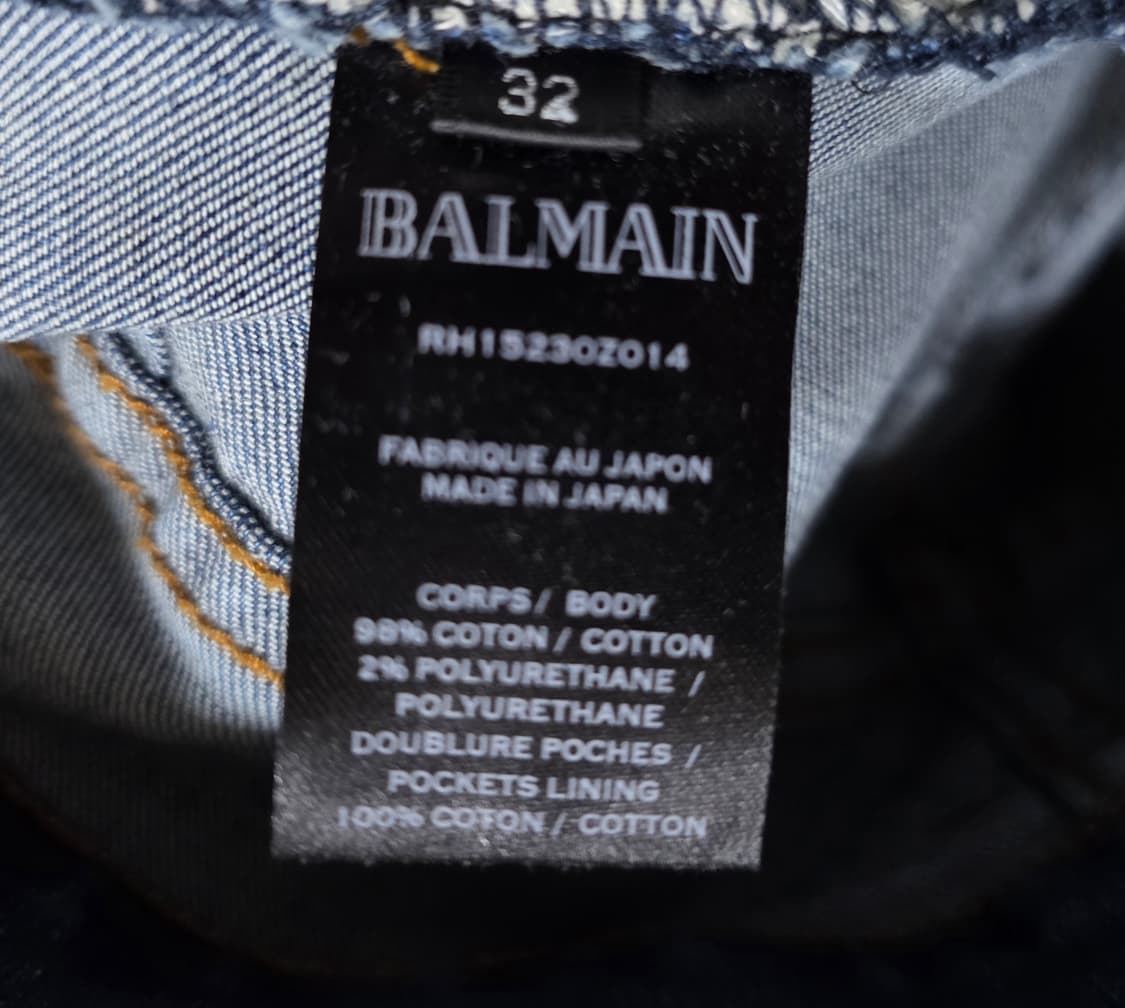 32
BALMAIN
RH15230Z014
FABRIQUE AU JAPON
MADE IN JAPAN
CORPS / BODY
98% COTON / COTTON
2% POLYURETHANE /
POLYURETHANE
DOUBLURE POCHES /
POCKETS LINING
100% COTON / COTTON